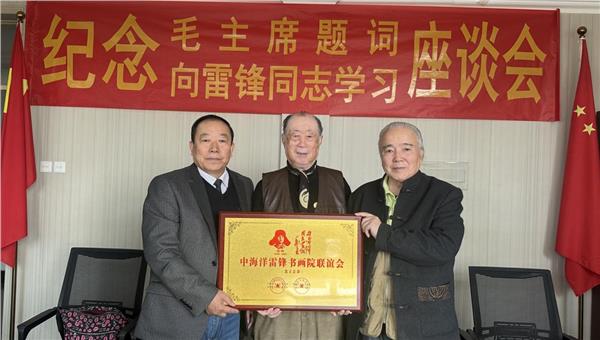 纪念 毛主席题词 座谈会
向雷锋同志学习
中海洋雷锋书画院联谊会